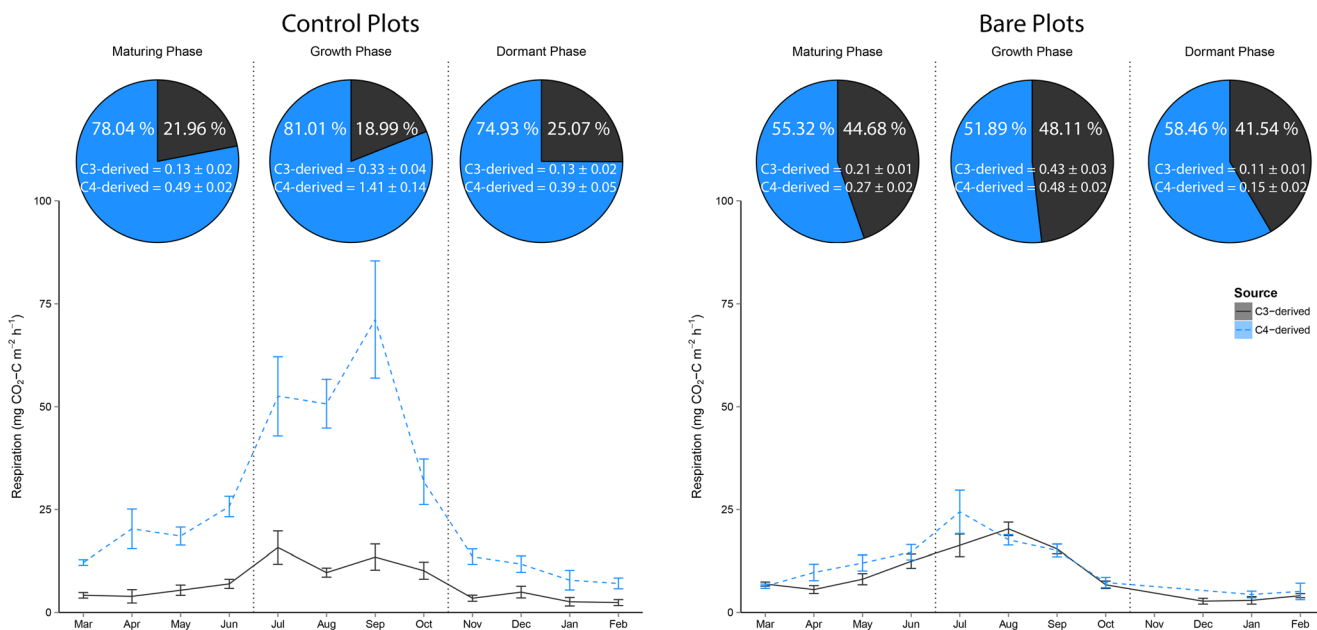 Control Plots
Maturing Phase
Growth Phase
Dormant Phase
78.04 % 21.96 %
C3-derived = 0.13 ± 0.02
C4-derived = 0.49 ± 0.02
81.01 % 18.99 %
C3-derived = 0.33 ± 0.04
C4-derived = 1.41 ± 0.14
74.93 % 25.07 %
C3-derived = 0.13 ± 0.02
C4-derived = 0.39 ± 0.05
Respiration (mg CO₂−C m⁻² h⁻¹)
100
75
50
25
0
Mar Apr May Jun Jul Aug Sep Oct Nov Dec Jan Feb
Bare Plots
Maturing Phase
Growth Phase
Dormant Phase
55.32 % 44.68 %
C3-derived = 0.21 ± 0.01
C4-derived = 0.27 ± 0.02
51.89 % 48.11 %
C3-derived = 0.43 ± 0.03
C4-derived = 0.48 ± 0.02
58.46 % 41.54 %
C3-derived = 0.11 ± 0.01
C4-derived = 0.15 ± 0.02
Source
C3−derived
C4−derived
Respiration (mg CO₂−C m⁻² h⁻¹)
100
75
50
25
0
Mar Apr May Jun Jul Aug Sep Oct Nov Dec Jan Feb